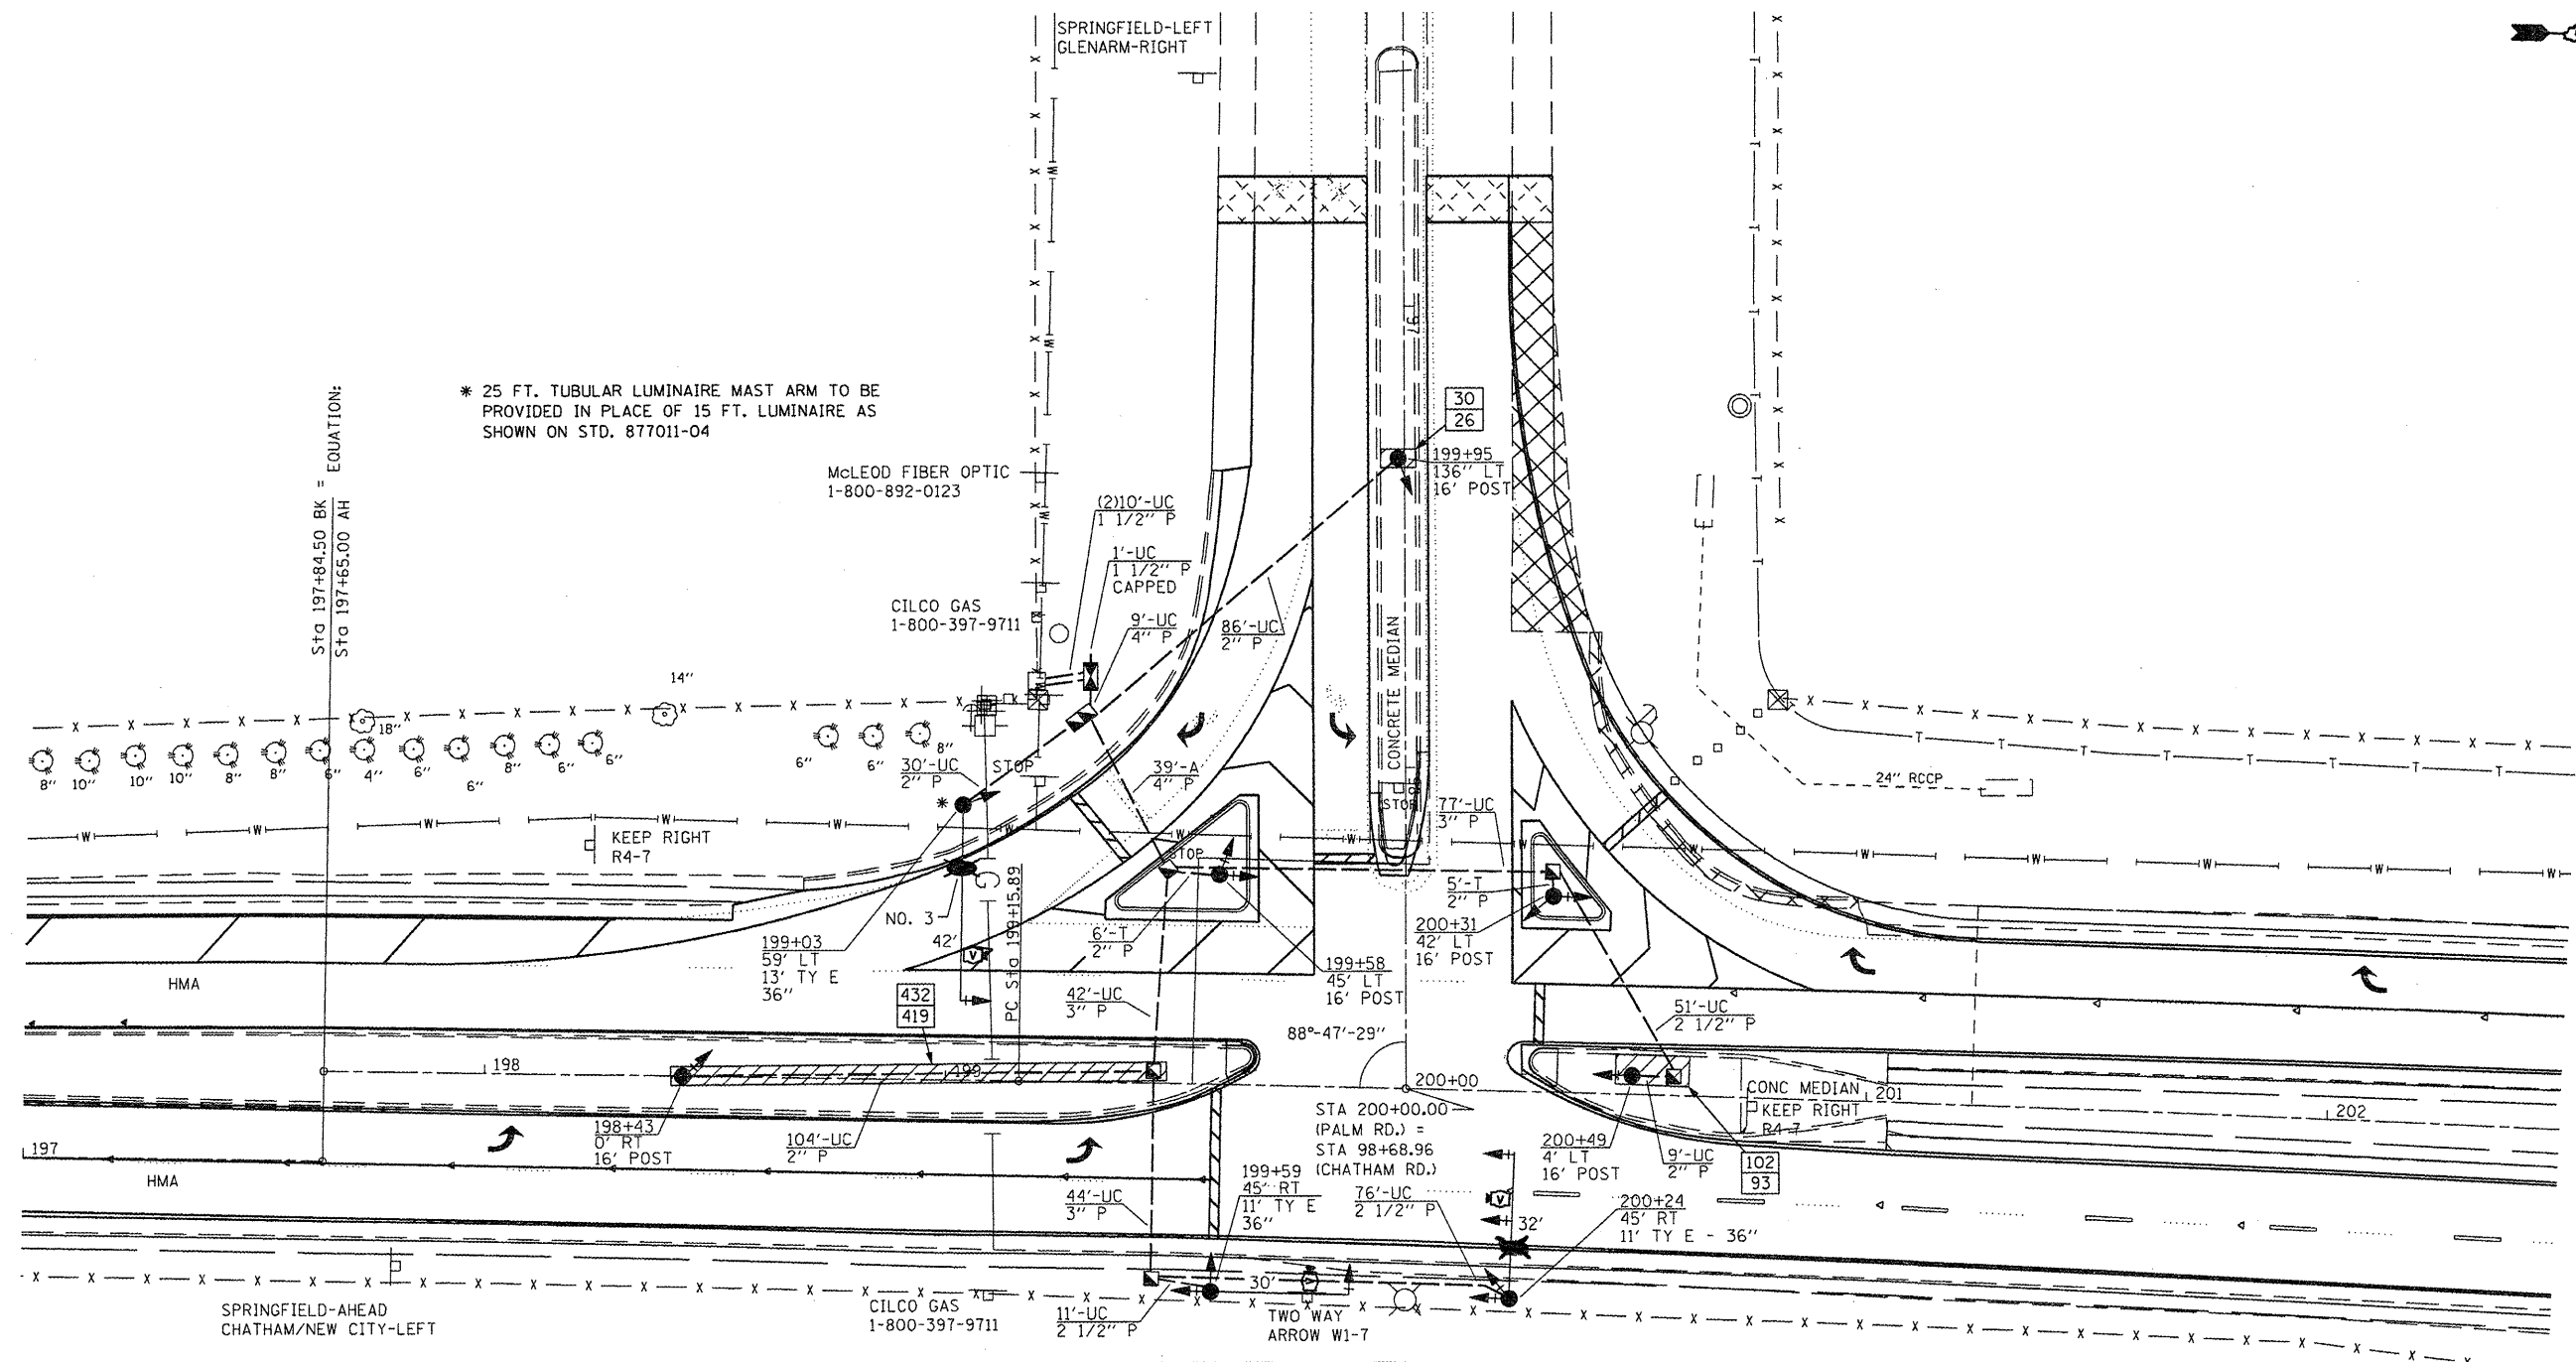 SPRINGFIELD-LEFT
GLENARM-RIGHT
* 25 FT. TUBULAR LUMINAIRE MAST ARM TO BE
PROVIDED IN PLACE OF 15 FT. LUMINAIRE AS
SHOWN ON STD. 877011-04
Sta 197+84.50 BK = EQUATION:
Sta 197+65.00 AH
McLEOD FIBER OPTIC
1-800-892-0123
(2)10'-UC
1 1/2" P
1'-UC
1 1/2" P
CAPPED
CILCO GAS
1-800-397-9711
9'-UC
4" P
86'-UC
2" P
97
30
26
199+95
136" LT
16' POST
CONCRETE MEDIAN
14"
18"
8"
10"
10"
10"
8"
8"
6"
4"
6"
6"
8"
6"
6"
6"
6"
8"
30'-UC
2" P
STOP
39'-A
4" P
STOP
STOP
77'-UC
3" P
24" RCCP
KEEP RIGHT
R4-7
NO. 3
42'
G
PC Sta 199+15.89
199+03
59' LT
13' TY E
36"
6'-T
2" P
5'-T
2" P
200+31
42' LT
16' POST
199+58
45' LT
16' POST
HMA
432
419
42'-UC
3" P
88°-47'-29"
51'-UC
2 1/2" P
198
199
200+00
CONC MEDIAN
201
KEEP RIGHT
R4-7
202
STA 200+00.00
(PALM RD.) =
STA 98+68.96
(CHATHAM RD.)
198+43
0' RT
16' POST
104'-UC
2" P
200+49
4' LT
16' POST
9'-UC
2" P
102
93
197
HMA
44'-UC
3" P
199+59
45' RT
11' TY E
36"
76'-UC
2 1/2" P
32'
200+24
45' RT
11' TY E - 36"
30'
SPRINGFIELD-AHEAD
CHATHAM/NEW CITY-LEFT
CILCO GAS
1-800-397-9711
11'-UC
2 1/2" P
TWO WAY
ARROW W1-7